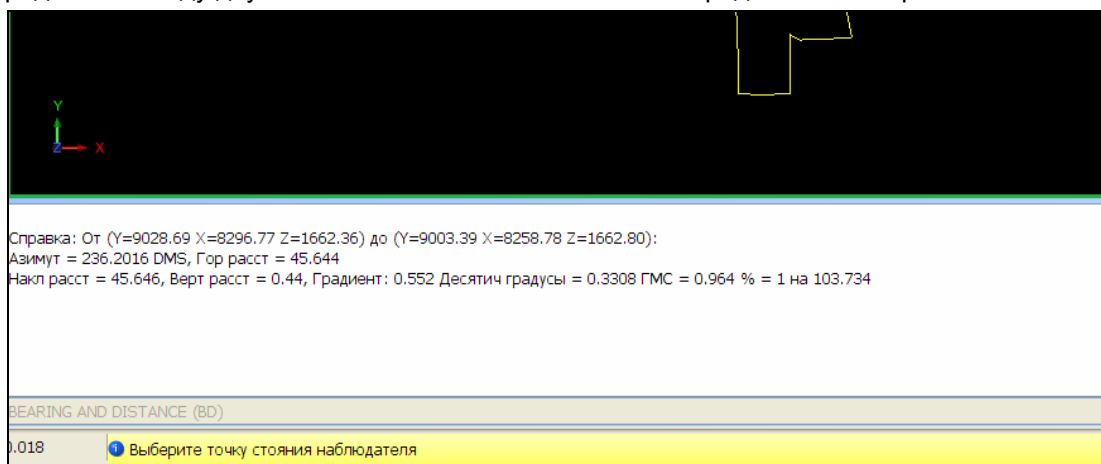 Y
Z X
Справка: От (Y=9028.69 X=8296.77 Z=1662.36) до (Y=9003.39 X=8258.78 Z=1662.80):
Азимут = 236.2016 DMS, Гор расст = 45.644
Накл расст = 45.646, Верт расст = 0.44, Градиент: 0.552 Десятич градусы = 0.3308 ГМС = 0.964 % = 1 на 103.734
BEARING AND DISTANCE (BD)
0.018 Выберите точку стояния наблюдателя